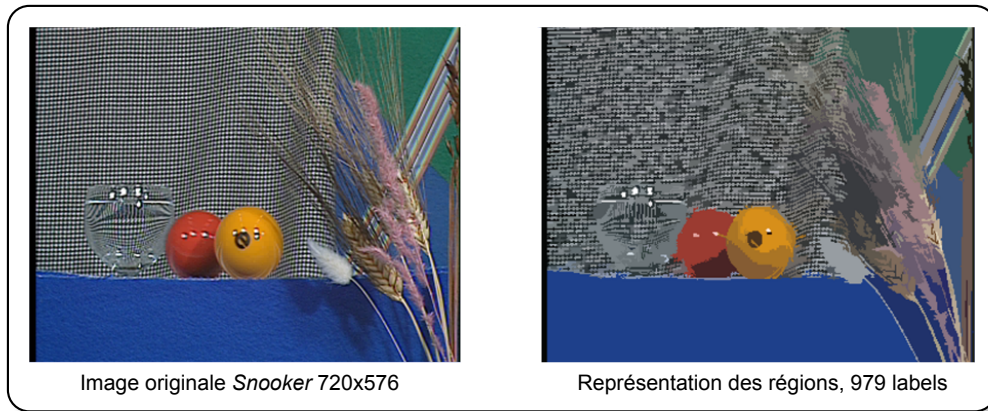 Image originale Snooker 720x576
Représentation des régions, 979 labels